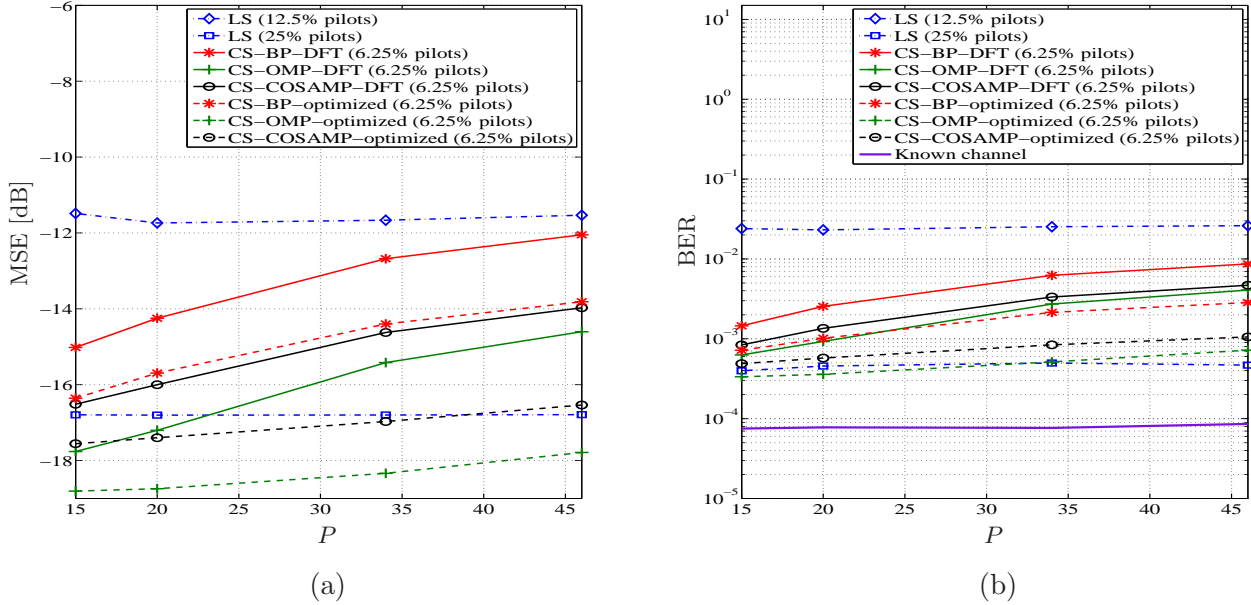 −6
−8
−10
−12
−14
−16
−18
MSE [dB]
LS (12.5% pilots)
LS (25% pilots)
CS−BP−DFT (6.25% pilots)
CS−OMP−DFT (6.25% pilots)
CS−COSAMP−DFT (6.25% pilots)
CS−BP−optimized (6.25% pilots)
CS−OMP−optimized (6.25% pilots)
CS−COSAMP−optimized (6.25% pilots)
15 20 25 30 35 40 45
P
(a)
10^1
10^0
10^−1
10^−2
10^−3
10^−4
10^−5
BER
LS (12.5% pilots)
LS (25% pilots)
CS−BP−DFT (6.25% pilots)
CS−OMP−DFT (6.25% pilots)
CS−COSAMP−DFT (6.25% pilots)
CS−BP−optimized (6.25% pilots)
CS−OMP−optimized (6.25% pilots)
CS−COSAMP−optimized (6.25% pilots)
Known channel
15 20 25 30 35 40 45
P
(b)